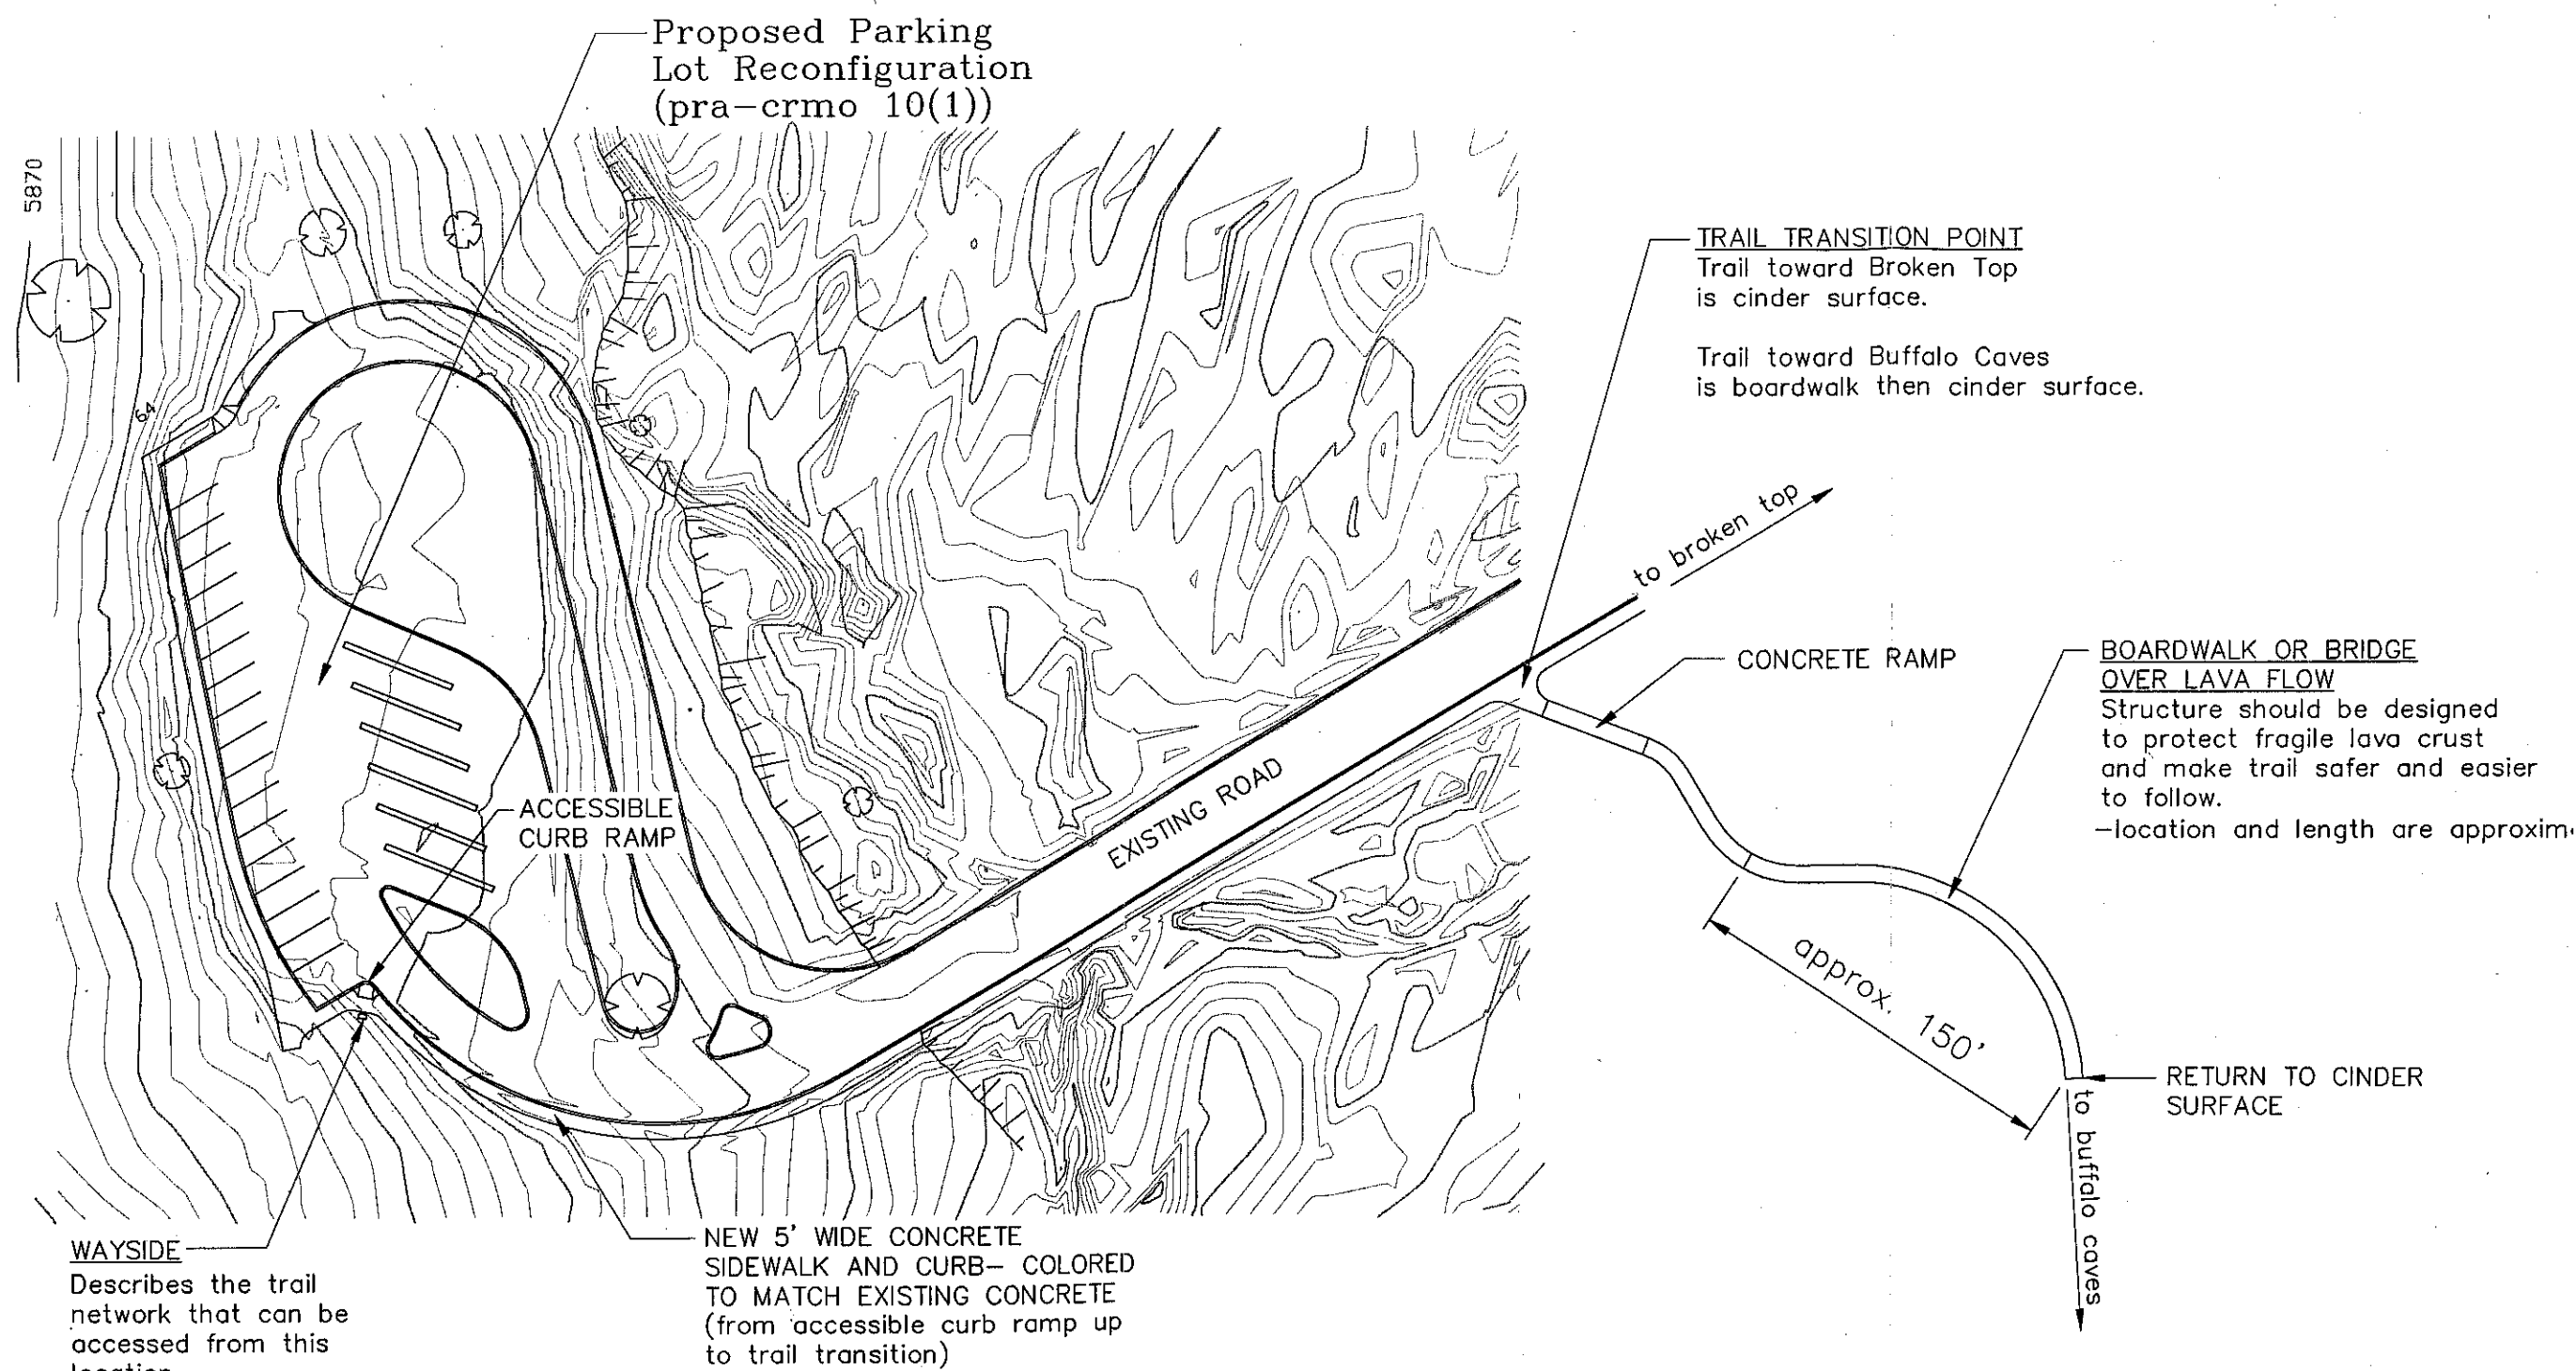 Proposed Parking
Lot Reconfiguration
(pra-crmo 10(1))
5870
64
TRAIL TRANSITION POINT
Trail toward Broken Top
is cinder surface.
Trail toward Buffalo Caves
is boardwalk then cinder surface.
to broken top
CONCRETE RAMP
BOARDWALK OR BRIDGE
OVER LAVA FLOW
Structure should be designed
to protect fragile lava crust
and make trail safer and easier
to follow.
-location and length are approxim
EXISTING ROAD
ACCESSIBLE
CURB RAMP
approx. 150'
RETURN TO CINDER
SURFACE
to buffalo caves
WAYSIDE
Describes the trail
network that can be
accessed from this
location
NEW 5' WIDE CONCRETE
SIDEWALK AND CURB- COLORED
TO MATCH EXISTING CONCRETE
(from accessible curb ramp up
to trail transition)